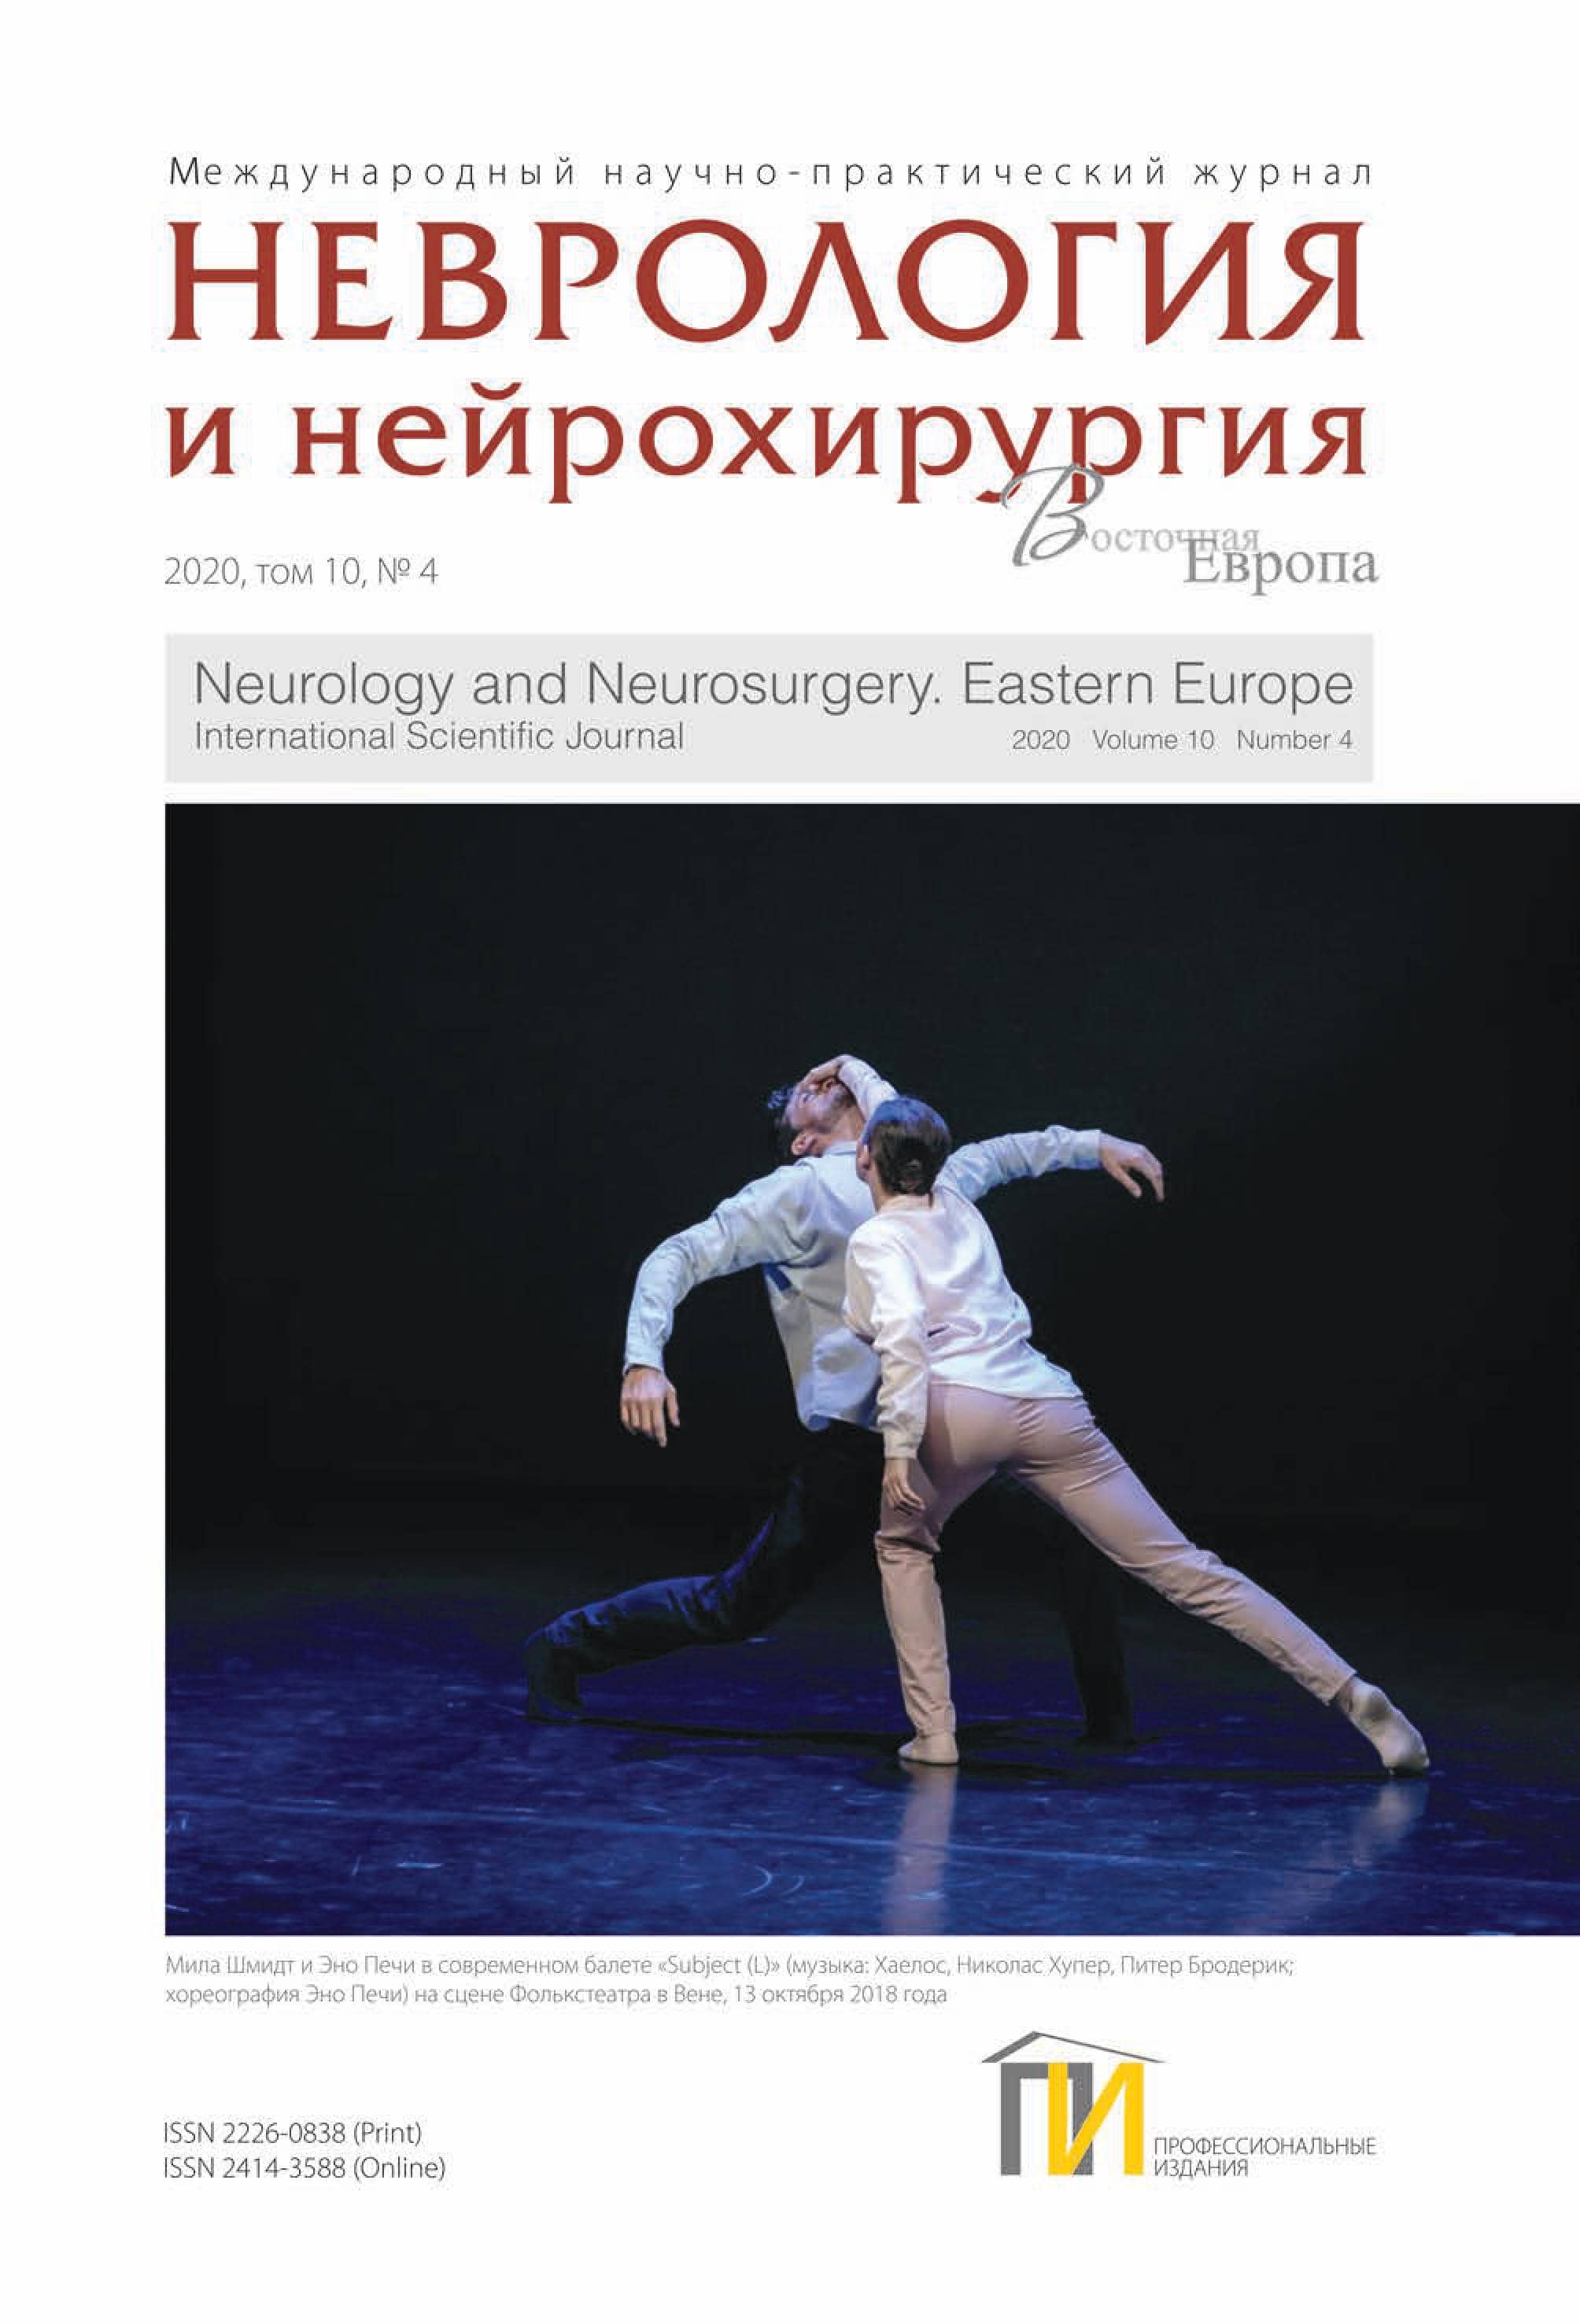 Международный научно-практический журнал
НЕВРОЛОГИЯ
и нейрохирургия
Восточная
Европа
2020, том 10, № 4
Neurology and Neurosurgery. Eastern Europe
International Scientific Journal
2020 Volume 10 Number 4
Мила Шмидт и Эно Печи в современном балете «Subject (L)» (музыка: Хаелос, Николас Хупер, Питер Бродерик;
хореография Эно Печи) на сцене Фолькстеатра в Вене, 13 октября 2018 года
ПИ
ПРОФЕССИОНАЛЬНЫЕ
ИЗДАНИЯ
ISSN 2226-0838 (Print)
ISSN 2414-3588 (Online)